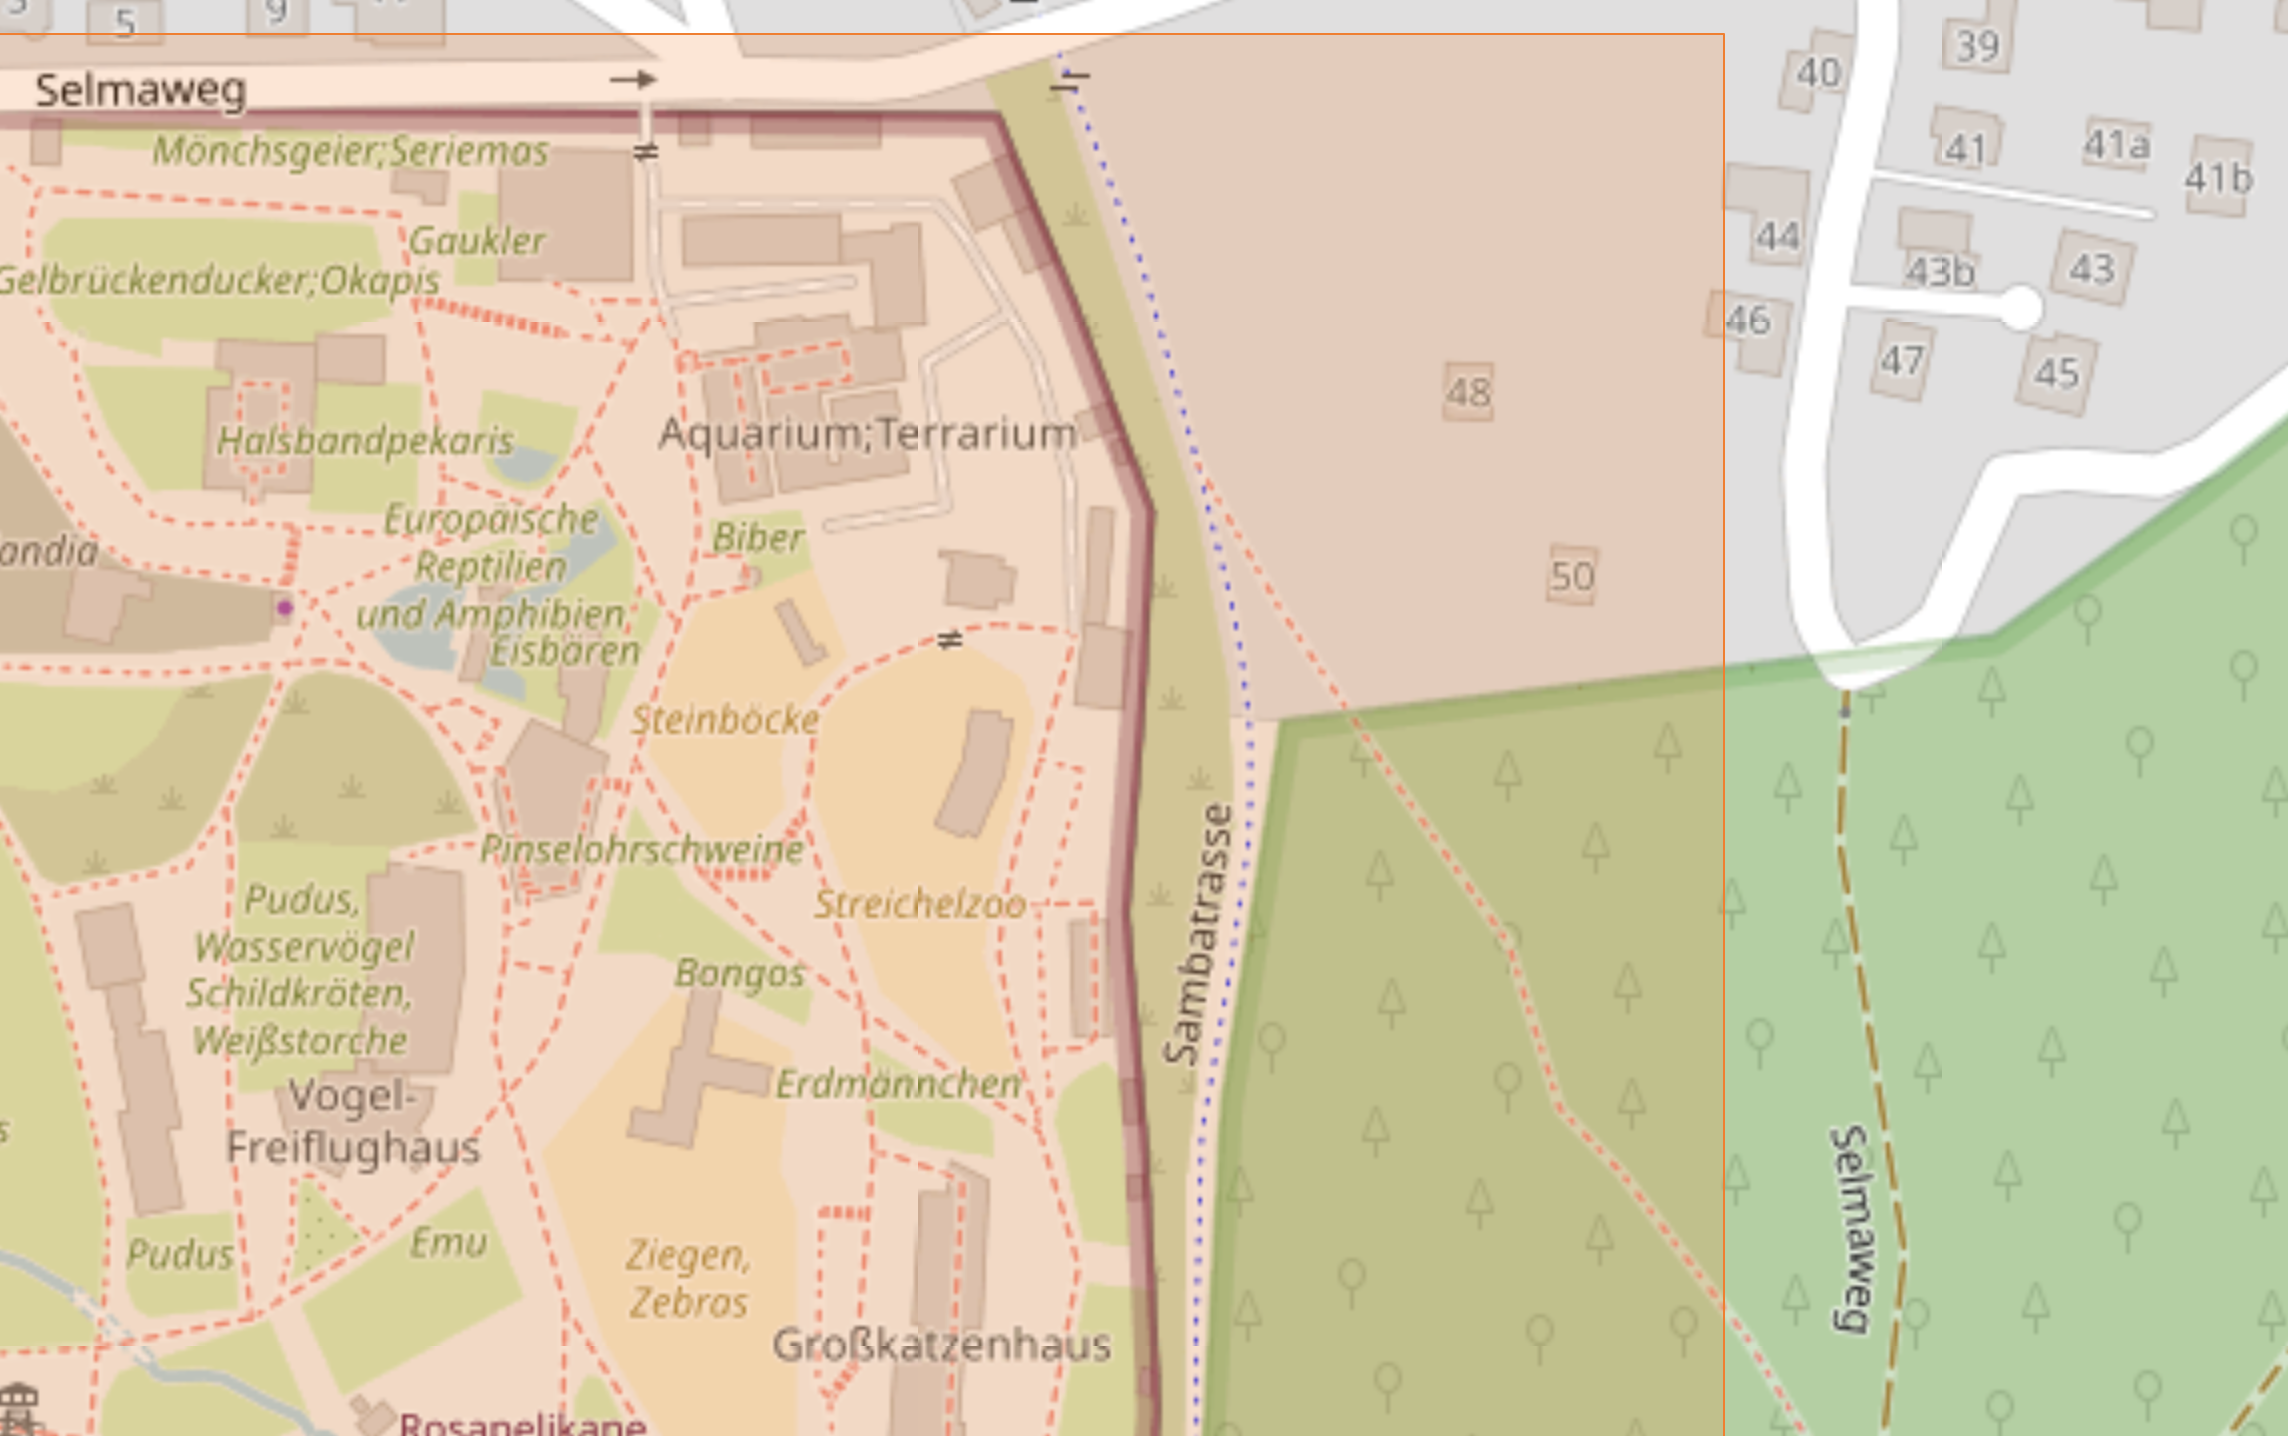 5
9
Selmaweg
40
39
41
41a
41b
Mönchsgeier;Seriemas
Gaukler
Gelbrückenducker;Okapis
44
43b
43
46
47
45
48
Halsbandpekaris
Aquarium;Terrarium
Europäische
Reptilien
und Amphibien
Biber
andia
50
Eisbären
Steinböcke
Pinselohrschweine
Streichelzoo
Sambatrasse
Pudus,
Wasservögel
Schildkröten,
Weißstorche
Bongos
Erdmännchen
Vogel-
Freiflughaus
Selmaweg
Pudus
Emu
Ziegen,
Zebras
Großkatzenhaus
Rosapelikane